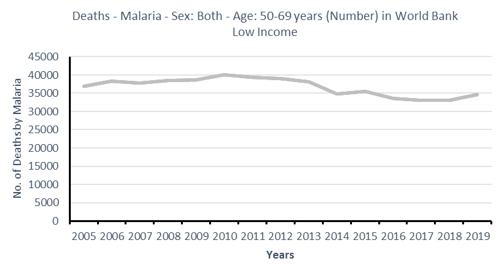 Deaths - Malaria - Sex: Both - Age: 50-69 years (Number) in World Bank
Low Income
45000
40000
35000
30000
25000
20000
15000
10000
5000
0
No. of Deaths by Malaria
2005 2006 2007 2008 2009 2010 2011 2012 2013 2014 2015 2016 2017 2018 2019
Years